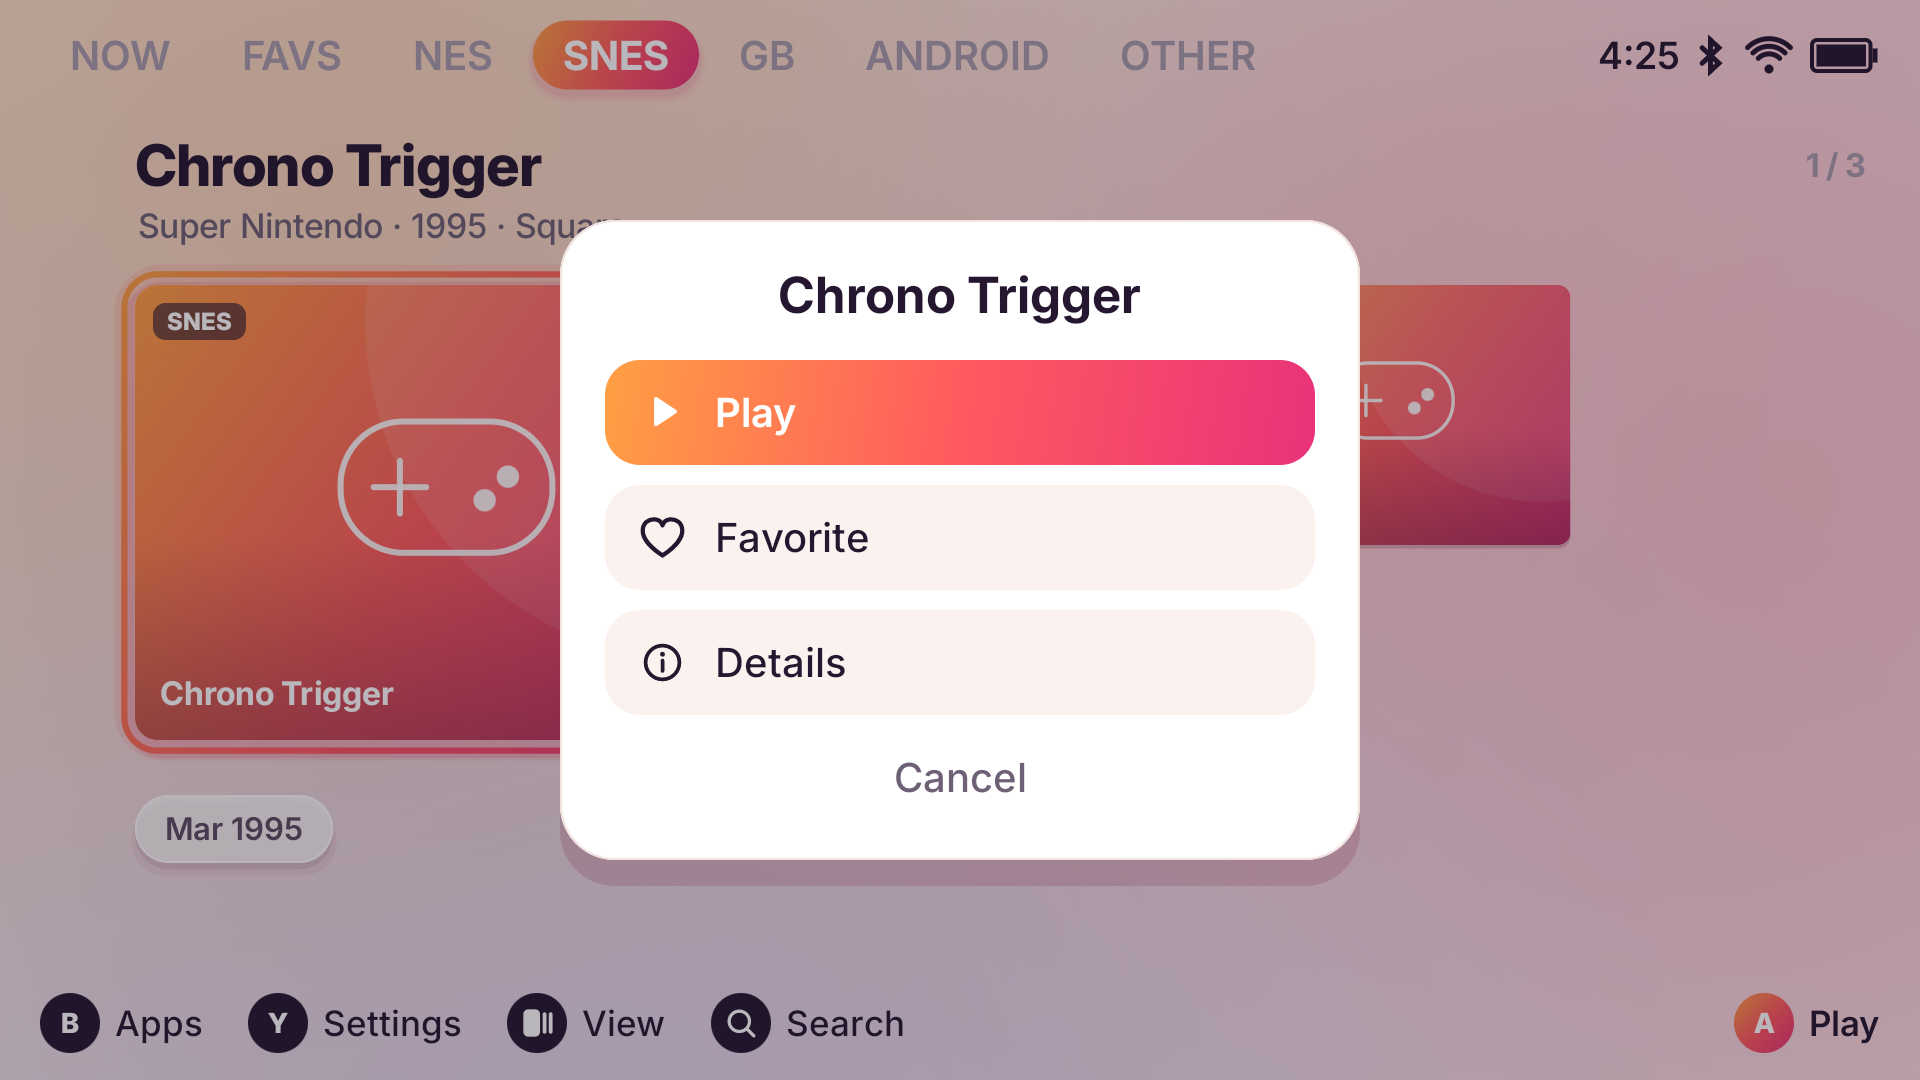 NOW FAVS NES SNES GB ANDROID OTHER 4:25
Chrono Trigger
1 / 3
Super Nintendo · 1995 ·
Chrono Trigger
SNES
Play
Favorite
Details
Chrono Trigger
Cancel
Mar 1995
B Apps Y Settings View Search A Play